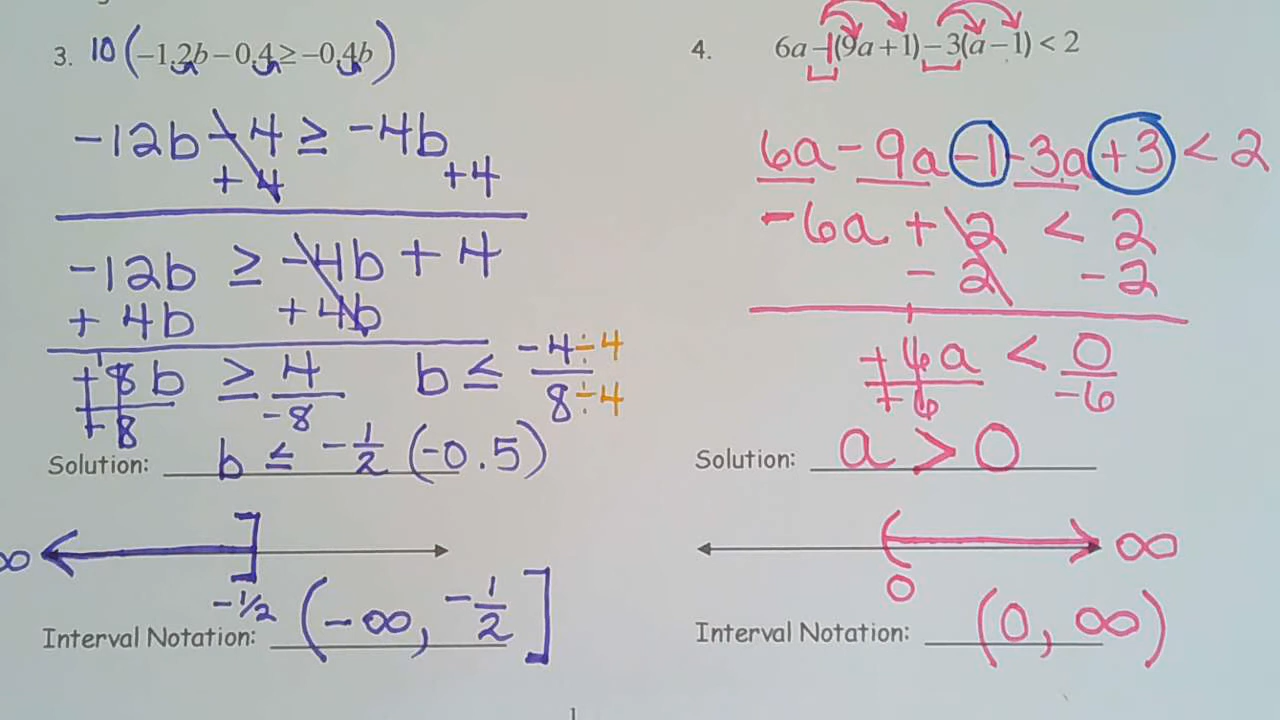 3. 10(-1.2b-0.4≥-0.4b)
-12b-4≥-4b
+4 +4
-12b ≥ -4b+4
+4b +4b
-8b ≥ 4 b ≤ -4÷4
-8 -8 8÷4
Solution: b ≤ -1/2 (-0.5)
∞
-1/2
Interval Notation: (-∞, -1/2]
4. 6a-1(9a+1)-3(a-1)<2
6a-9a-1-3a+3<2
-6a+2<2
-2 -2
-6a < 0
-6 -6
Solution: a > 0
∞
0
Interval Notation: (0, ∞)
1